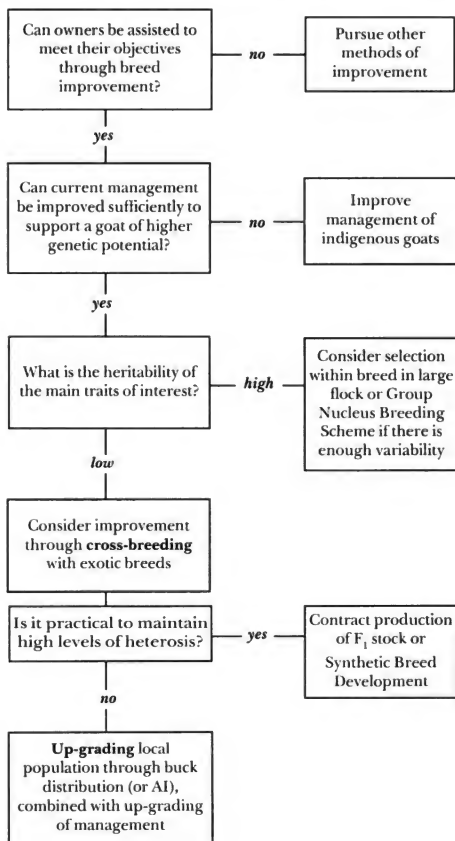 Can owners be assisted to
meet their objectives
through breed
improvement?
no
Pursue other
methods of
improvement
yes
Can current management
be improved sufficiently to
support a goat of higher
genetic potential?
no
Improve
management of
indigenous goats
yes
What is the heritability of
the main traits of interest?
high
Consider selection
within breed in large
flock or Group
Nucleus Breeding
Scheme if there is
enough variability
low
Consider improvement
through cross-breeding
with exotic breeds
Is it practical to maintain
high levels of heterosis?
yes
Contract production
of F₁ stock or
Synthetic Breed
Development
no
Up-grading local
population through buck
distribution (or AI),
combined with up-grading
of management